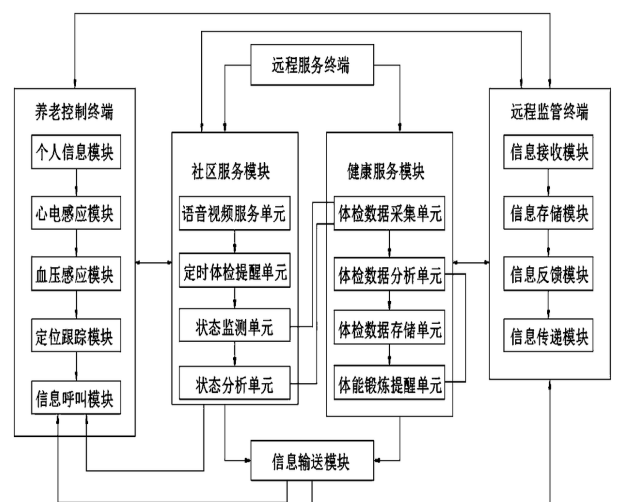 远程服务终端
养老控制终端
个人信息模块
心电感应模块
血压感应模块
定位跟踪模块
信息呼叫模块
社区服务模块
语音视频服务单元
定时体检提醒单元
状态监测单元
状态分析单元
健康服务模块
体检数据采集单元
体检数据分析单元
体检数据存储单元
体能锻炼提醒单元
远程监管终端
信息接收模块
信息存储模块
信息反馈模块
信息传递模块
信息输送模块